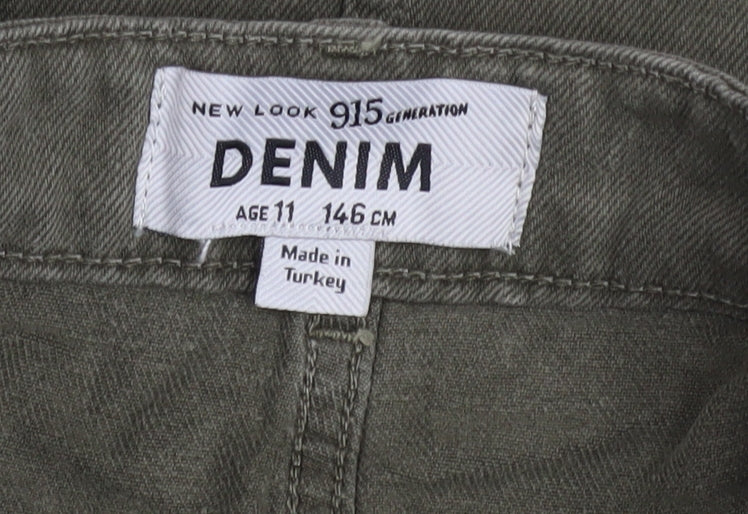 NEW LOOK 915 GENERATION
DENIM
AGE 11 146 CM
Made in
Turkey